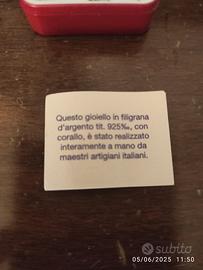 Questo gioiello in filigrana
d'argento tit. 925‰, con
corallo, è stato realizzato
interamente a mano da
maestri artigiani italiani.
subito
05/06/2025 11:50